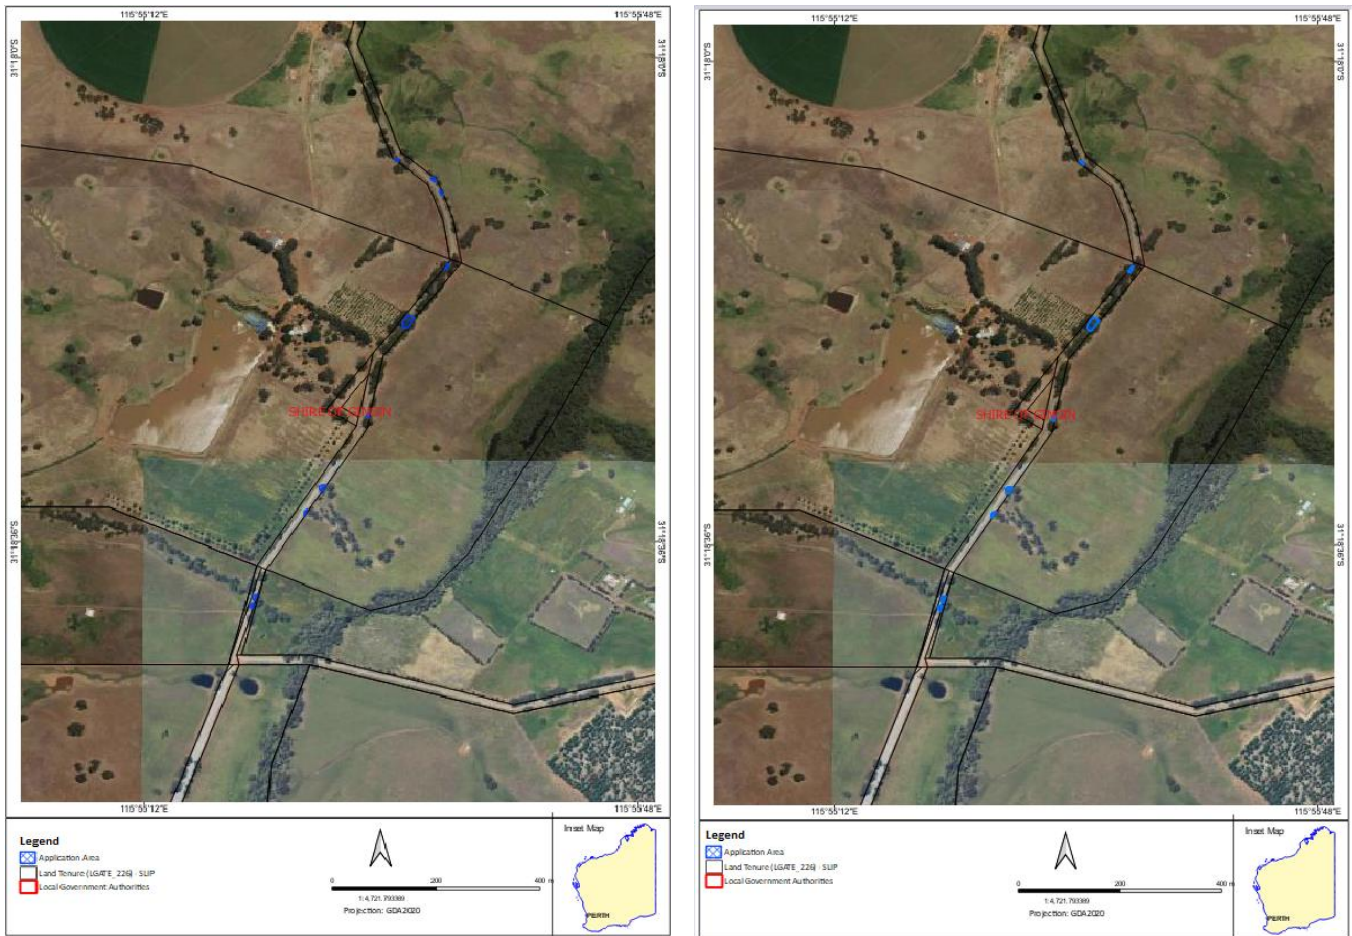 115°55'12"E
115°55'48"E
31°18'0"S
31°18'0"S
SHIRE OF GINGIN
31°18'36"S
31°18'36"S
115°55'12"E
115°55'48"E
Legend
Application Area
Land Tenure (LGATE_226) - SLIP
Local Government Authorities
0 200 400 m
1:4,721.793389
Projection: GDA2020
Inset Map
PERTH
115°55'12"E
115°55'48"E
31°18'0"S
31°18'0"S
SHIRE OF GINGIN
31°18'36"S
31°18'36"S
115°55'12"E
115°55'48"E
Legend
Application Area
Land Tenure (LGATE_226) - SLIP
Local Government Authorities
0 200 400 m
1:4,721.793389
Projection: GDA2020
Inset Map
PERTH